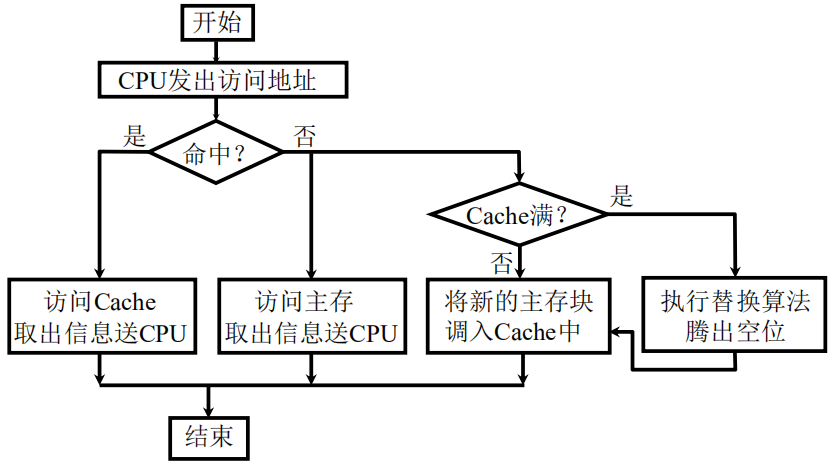 开始
CPU发出访问地址
是
否
命中？
是
Cache满？
否
访问Cache
取出信息送CPU
访问主存
取出信息送CPU
将新的主存块
调入Cache中
执行替换算法
腾出空位
结束